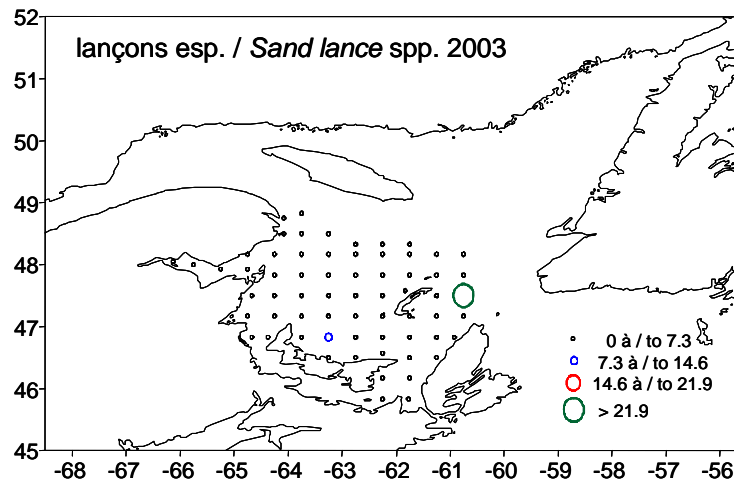 52
lançons esp. / Sand lance spp. 2003
51
50
49
48
47
46
45
0 à / to 7.3
7.3 à / to 14.6
14.6 à / to 21.9
> 21.9
-68 -67 -66 -65 -64 -63 -62 -61 -60 -59 -58 -57 -56